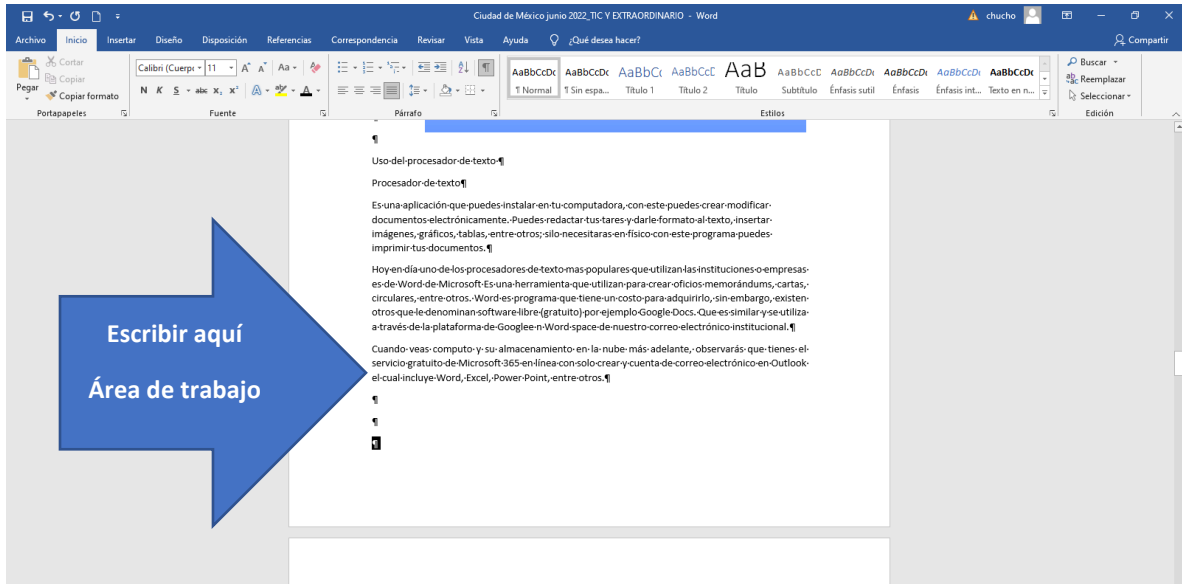 Ciudad de México junio 2022_TIC Y EXTRAORDINARIO - Word
chucho
Archivo Inicio Insertar Diseño Disposición Referencias Correspondencia Revisar Vista Ayuda ¿Qué desea hacer? Compartir
Pegar
Cortar
Copiar
Copiar formato
Portapapeles
Calibri (Cuerpo 11
N K S abc x₂ x² A A
Aa
Fuente
Párrafo
AaBbCcDc AaBbCcDc AaBbCc AaBbCcE AaB AaBbCcD AaBbCcDc AaBbCcDc AaBbCcDc AaBbCcDc
¶ Normal ¶ Sin espa... Título 1 Título 2 Título Subtítulo Énfasis sutil Énfasis Énfasis int... Texto en n...
Estilos
Buscar
Reemplazar
Seleccionar
Edición
¶
Uso·del·procesador·de·texto·¶
Procesador·de·texto¶
Es·una·aplicación·que·puedes·instalar·en·tu·computadora,·con·este·puedes·crear·modificar·
documentos·electrónicamente.·Puedes·redactar·tus·tares·y·darle·formato·al·texto,·insertar·
imágenes,·gráficos,·tablas,·entre·otros;·silo·necesitaras·en·físico·con·este·programa·puedes·
imprimir·tus·documentos.¶
Hoy·en·día·uno·de·los·procesadores·de·texto·mas·populares·que·utilizan·las·instituciones·o·empresas·
es·de·Word·de·Microsoft·Es·una·herramienta·que·utilizan·para·crear·oficios·memorándums,·cartas,·
circulares,·entre·otros.·Word·es·programa·que·tiene·un·costo·para·adquirirlo,·sin·embargo,·existen·
otros·que·le·denominan·software·libre·(gratuito)·por·ejemplo·Google·Docs.·Que·es·similar·y·se·utiliza·
a·través·de·la·plataforma·de·Googlee·n·Word·space·de·nuestro·correo·electrónico·institucional.¶
Cuando·veas·computo·y·su·almacenamiento·en·la·nube·más·adelante,·observarás·que·tienes·el·
servicio·gratuito·de·Microsoft·365·en·línea·con·solo·crear·y·cuenta·de·correo·electrónico·en·Outlook·
el·cual·incluye·Word,·Excel,·Power·Point,·entre·otros.¶
¶
¶
¶
Escribir aquí
Área de trabajo